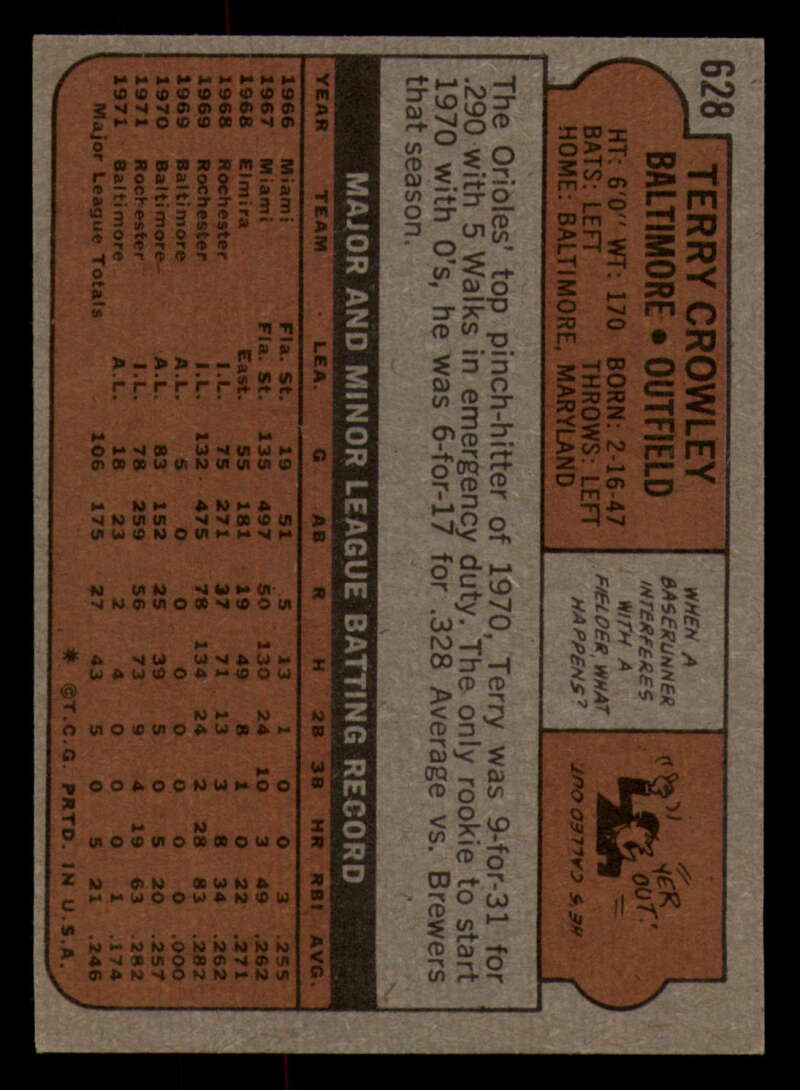 628
TERRY CROWLEY
BALTIMORE • OUTFIELD
HT: 6'0" WT: 170 BORN: 2-16-47
BATS: LEFT THROWS: LEFT
HOME: BALTIMORE, MARYLAND
WHEN A
BASERUNNER
INTERFERES
WITH A
FIELDER WHAT
HAPPENS?
YER
OUT!
HE'S CALLED OUT
The Orioles' top pinch-hitter of 1970, Terry was 9-for-31 for
.290 with 5 Walks in emergency duty. The only rookie to start
1970 with O's, he was 6-for-17 for .328 Average vs. Brewers
that season.
MAJOR AND MINOR LEAGUE BATTING RECORD
YEAR TEAM LEA. G AB R H 2B 3B HR RBI AVG.
1966 Miami Fla. St. 19 51 5 13 1 0 0 3 .255
1967 Miami Fla. St. 135 497 50 130 24 10 3 49 .262
1968 Elmira East. 55 181 19 49 8 1 0 22 .271
1968 Rochester I.L. 75 271 37 71 13 3 8 34 .262
1969 Rochester I.L. 132 475 78 134 24 2 28 83 .282
1969 Baltimore A.L. 5 0 0 0 0 0 0 0 .000
1970 Baltimore A.L. 83 152 25 39 5 0 5 20 .257
1971 Rochester I.L. 78 259 56 73 9 4 19 63 .282
1971 Baltimore A.L. 18 23 2 4 0 0 0 1 .174
Major League Totals 106 175 27 43 5 0 5 21 .246
* ©T.C.G. PRTD. IN U.S.A.